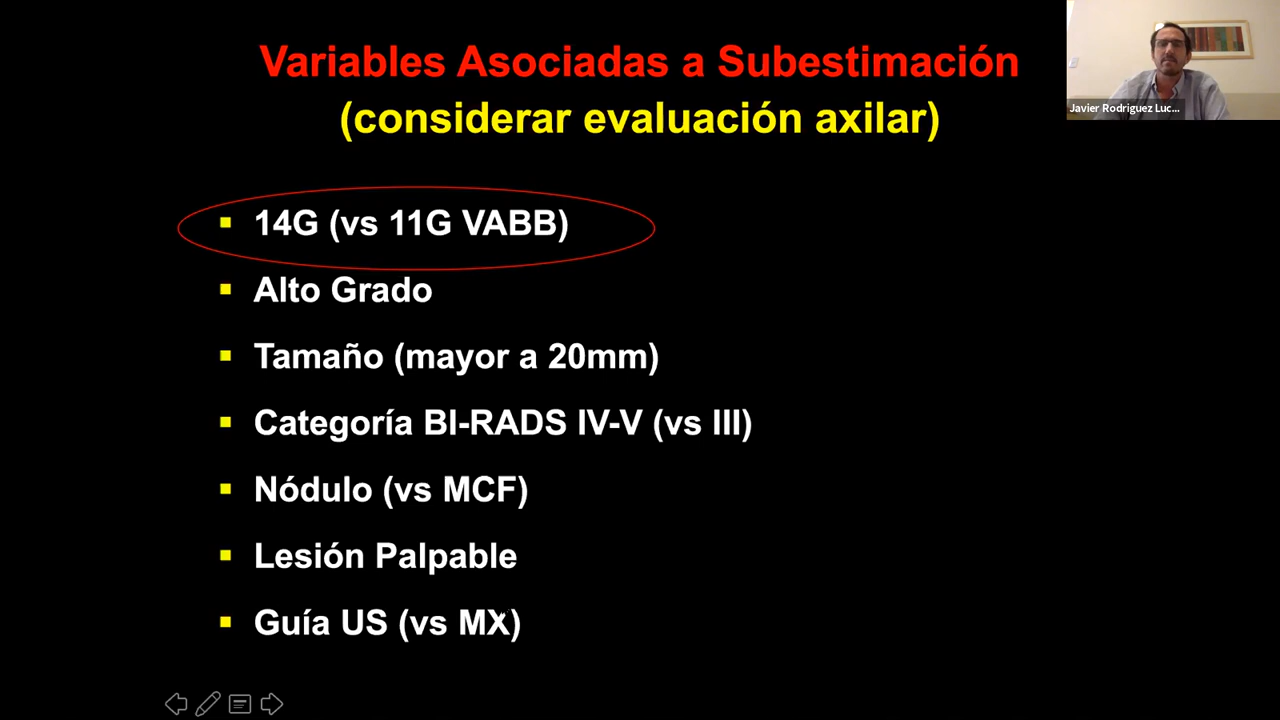 Variables Asociadas a Subestimación
(considerar evaluación axilar)
Javier Rodriguez Luc...
14G (vs 11G VABB)
Alto Grado
Tamaño (mayor a 20mm)
Categoría BI-RADS IV-V (vs III)
Nódulo (vs MCF)
Lesión Palpable
Guía US (vs MX)